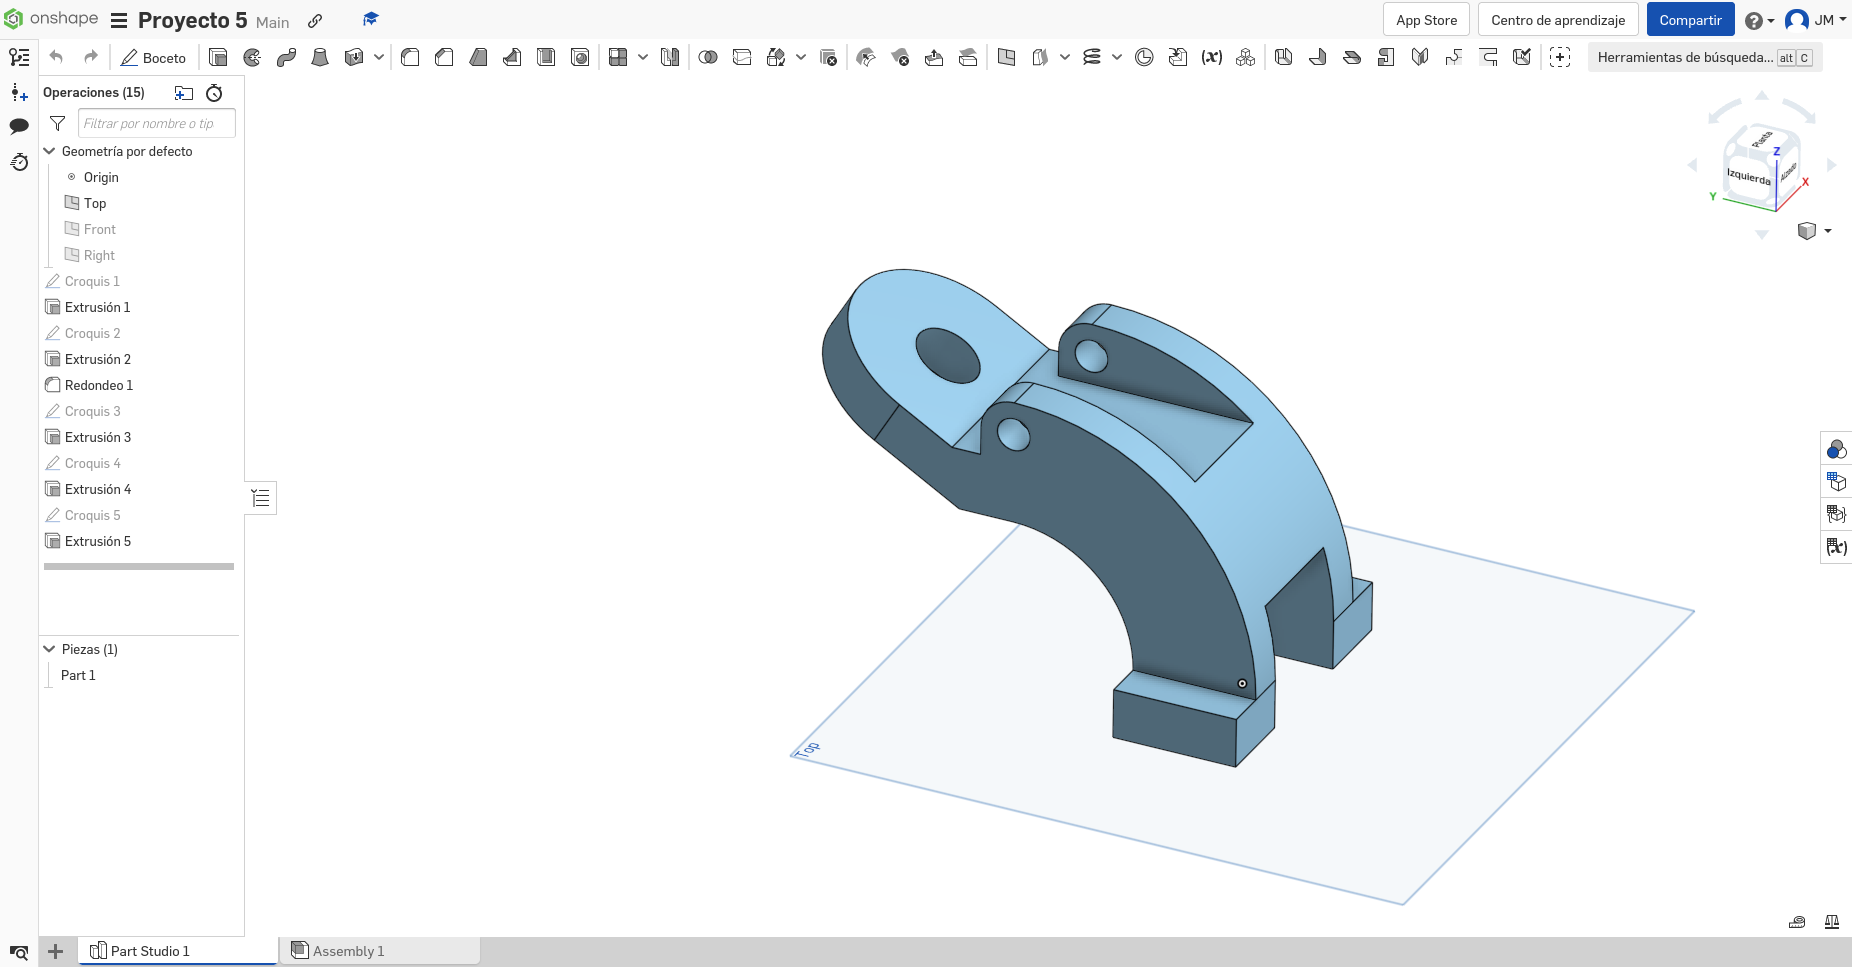 onshape Proyecto 5 Main App Store Centro de aprendizaje Compartir JM
Boceto Herramientas de búsqueda... alt C
Operaciones (15)
Filtrar por nombre o tip
Geometría por defecto
Origin
Top
Front
Right
Croquis 1
Extrusión 1
Croquis 2
Extrusión 2
Redondeo 1
Croquis 3
Extrusión 3
Croquis 4
Extrusión 4
Croquis 5
Extrusión 5
Piezas (1)
Part 1
Planta
Z
Izquierda
Alzado
X
Y
Top
Part Studio 1
Assembly 1